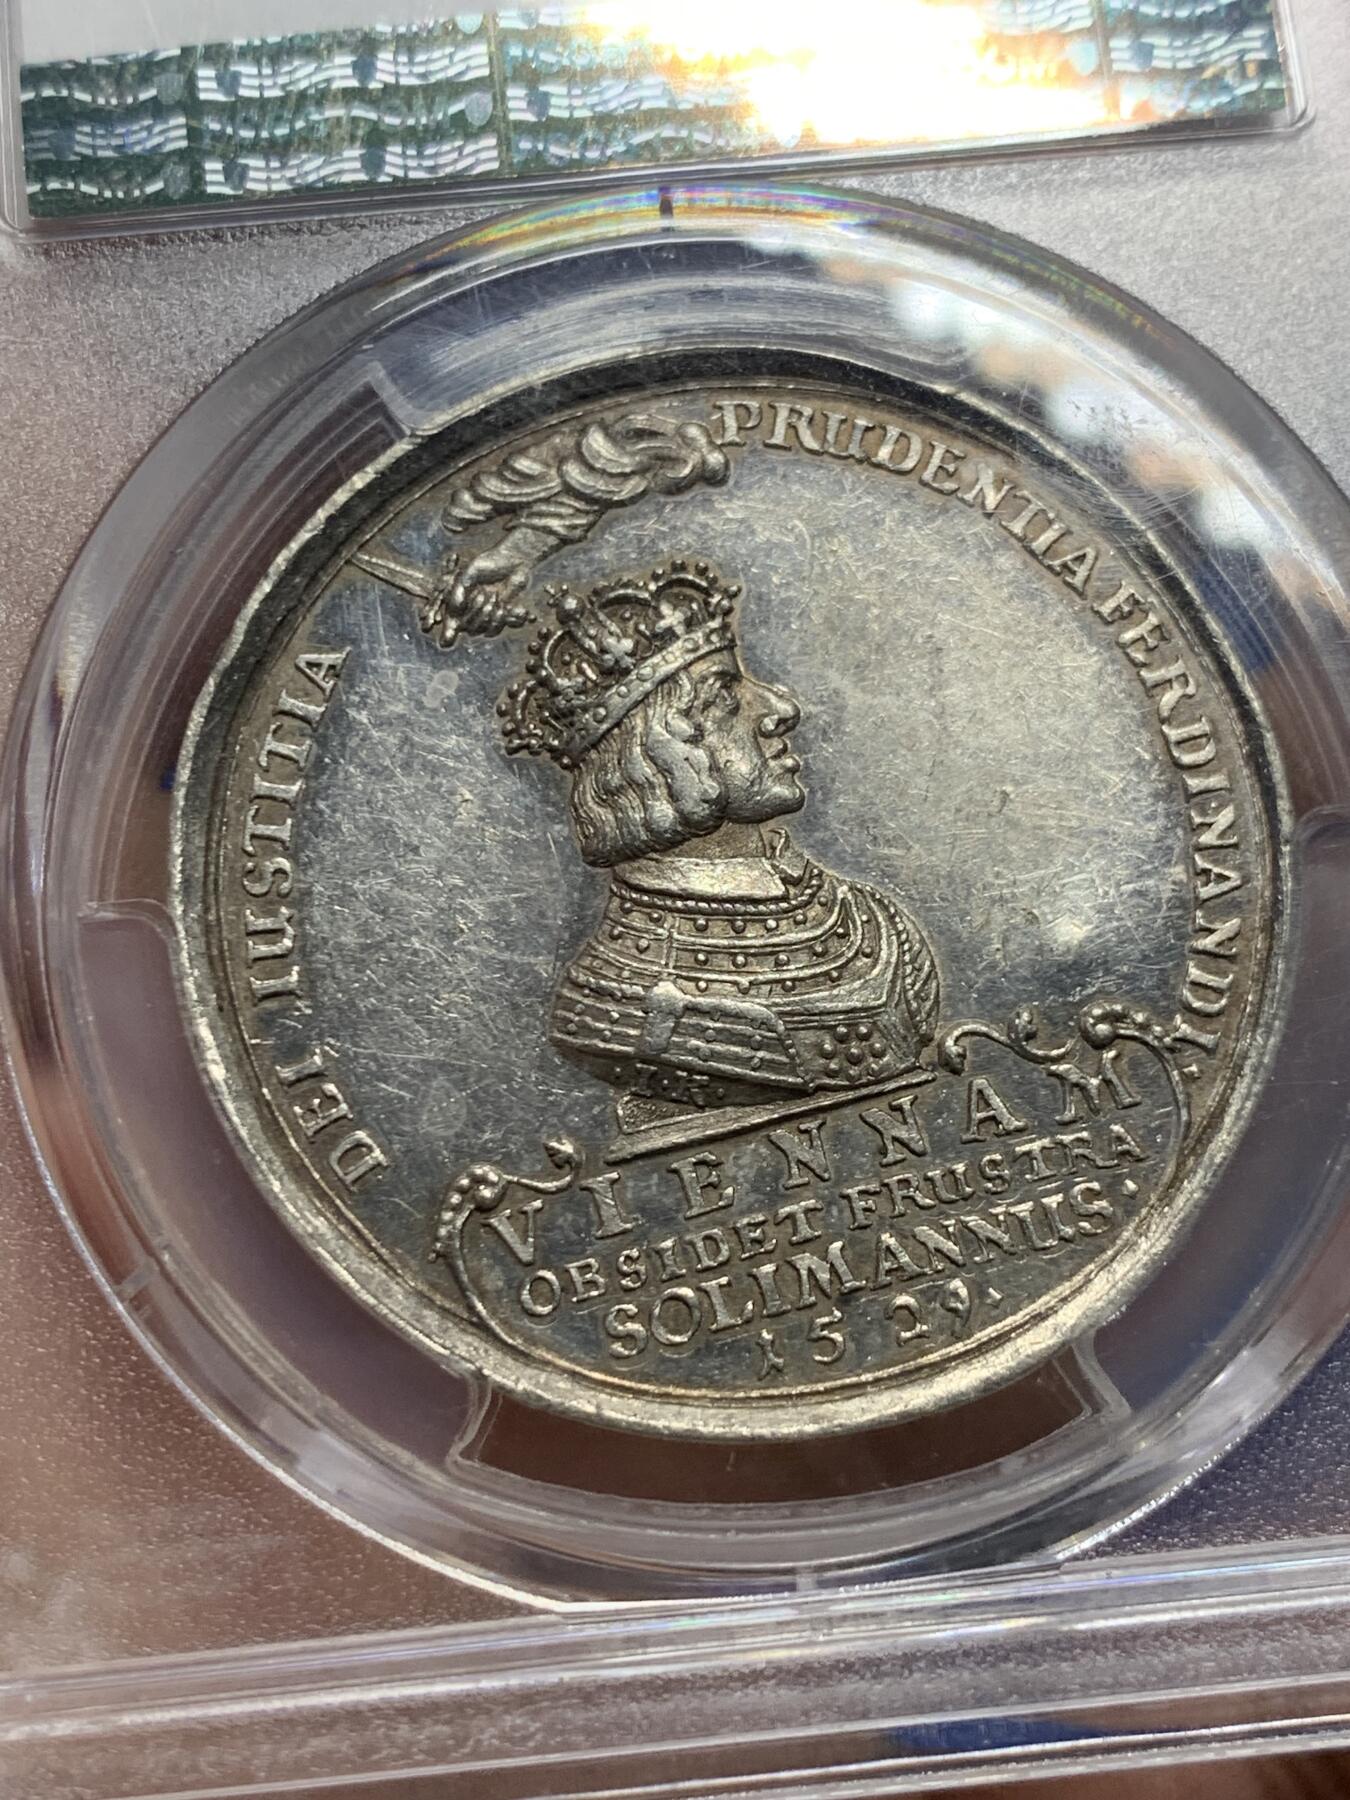 DEI IUSTITIA
PRUDENTIA FERDINANDI.
·I·K·
VIENNAM
OBSIDET FRUSTRA
SOLIMANNUS·
1529.